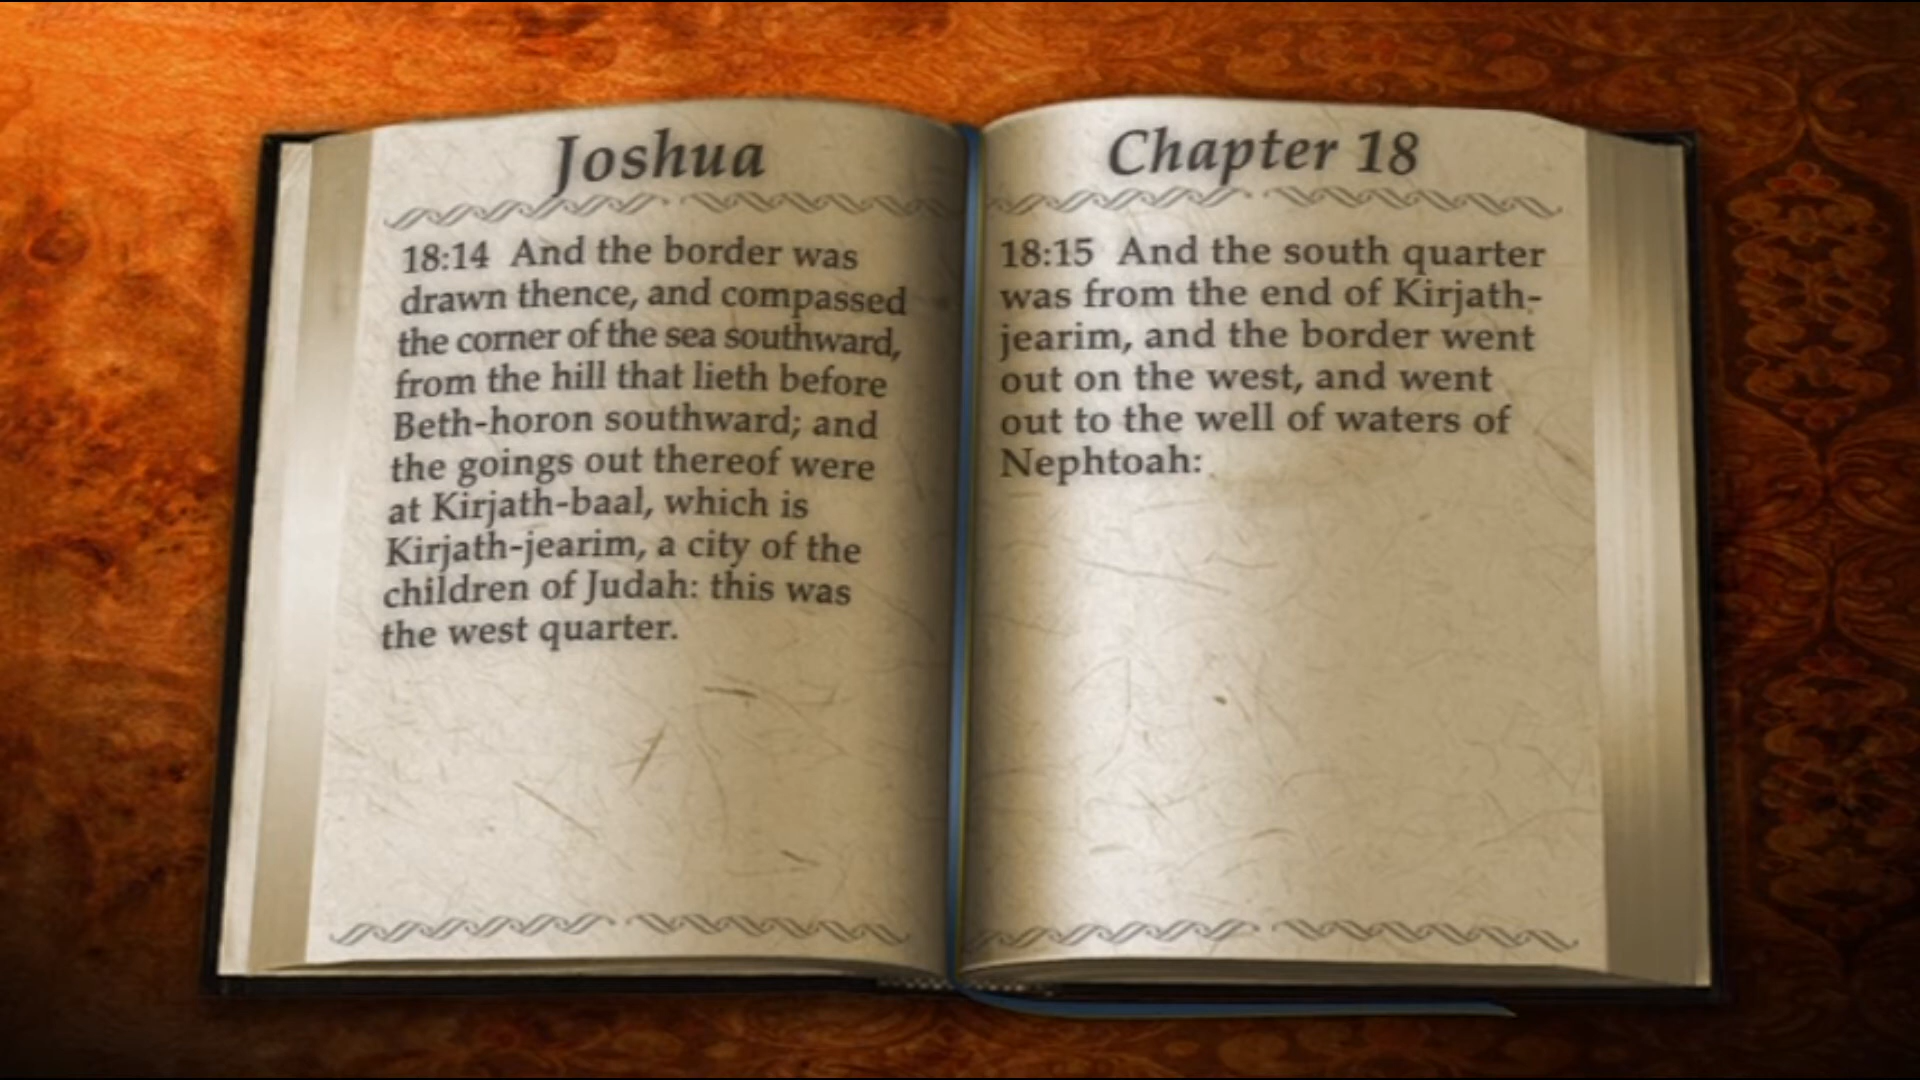 Joshua
18:14 And the border was
drawn thence, and compassed
the corner of the sea southward,
from the hill that lieth before
Beth-horon southward; and
the goings out thereof were
at Kirjath-baal, which is
Kirjath-jearim, a city of the
children of Judah: this was
the west quarter.
Chapter 18
18:15 And the south quarter
was from the end of Kirjath-
jearim, and the border went
out on the west, and went
out to the well of waters of
Nephtoah: